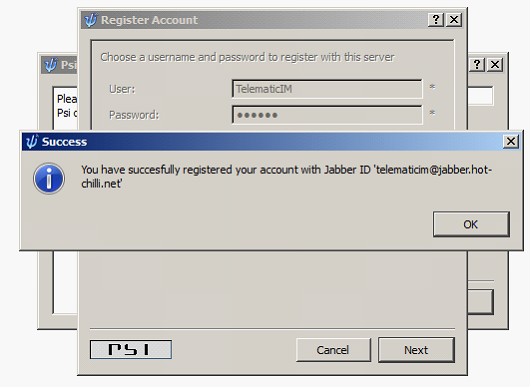 Register Account
Choose a username and password to register with this server
User:
TelematicIM
*
Password:
●●●●●●
*
Psi
Plea
Psi c
Success
You have succesfully registered your account with Jabber ID 'telematicim@jabber.hot-
chilli.net'
OK
PSI
Cancel
Next